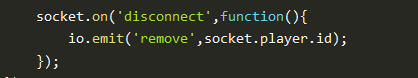 socket.on('disconnect',function(){
io.emit('remove',socket.player.id);
});